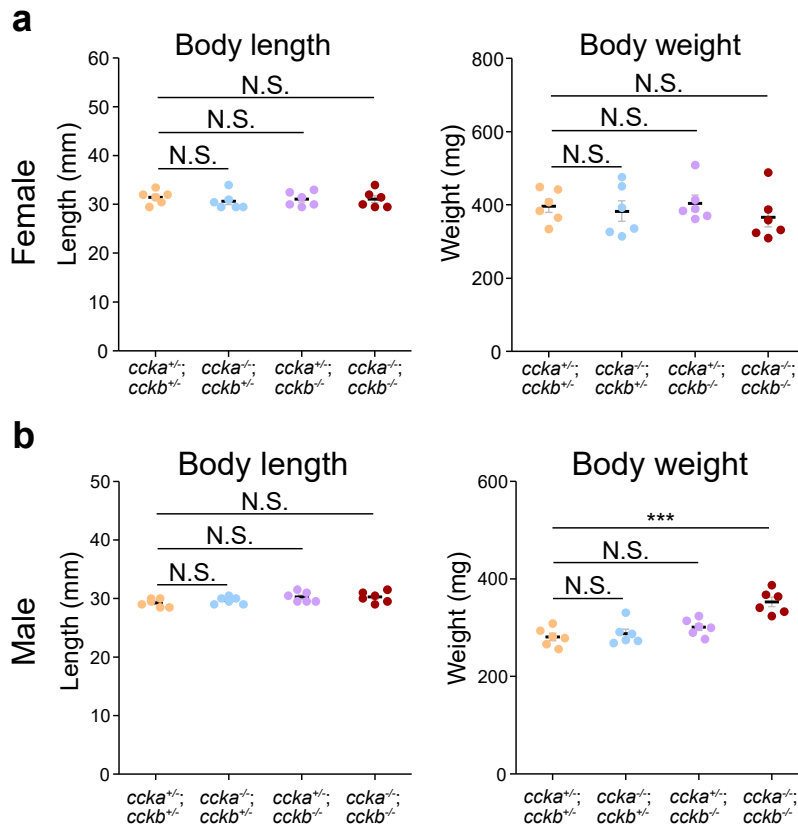 a
Female
Body length
Length (mm)
60
50
40
30
20
10
0
N.S.
N.S.
N.S.
ccka+/-; ccka-/-; ccka+/-; ccka-/-;
cckb+/- cckb+/- cckb-/- cckb-/-
Body weight
Weight (mg)
800
600
400
200
0
N.S.
N.S.
N.S.
ccka+/-; ccka-/-; ccka+/-; ccka-/-;
cckb+/- cckb+/- cckb-/- cckb-/-
b
Male
Body length
Length (mm)
50
40
30
20
10
0
N.S.
N.S.
N.S.
ccka+/-; ccka-/-; ccka+/-; ccka-/-;
cckb+/- cckb+/- cckb-/- cckb-/-
Body weight
Weight (mg)
600
400
200
0
***
N.S.
N.S.
ccka+/-; ccka-/-; ccka+/-; ccka-/-;
cckb+/- cckb+/- cckb-/- cckb-/-